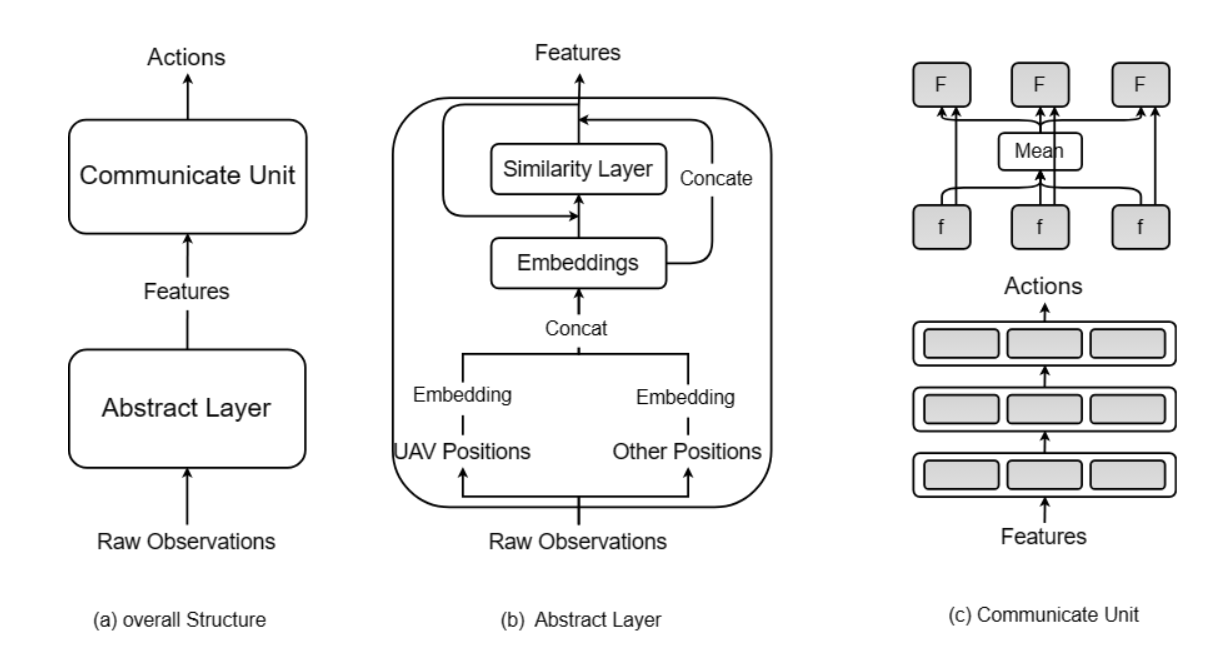 Actions
Communicate Unit
Features
Abstract Layer
Raw Observations
(a) overall Structure
Features
Similarity Layer
Concate
Embeddings
Concat
Embedding
Embedding
UAV Positions
Other Positions
Raw Observations
(b) Abstract Layer
F
F
F
Mean
f
f
f
Actions
Features
(c) Communicate Unit